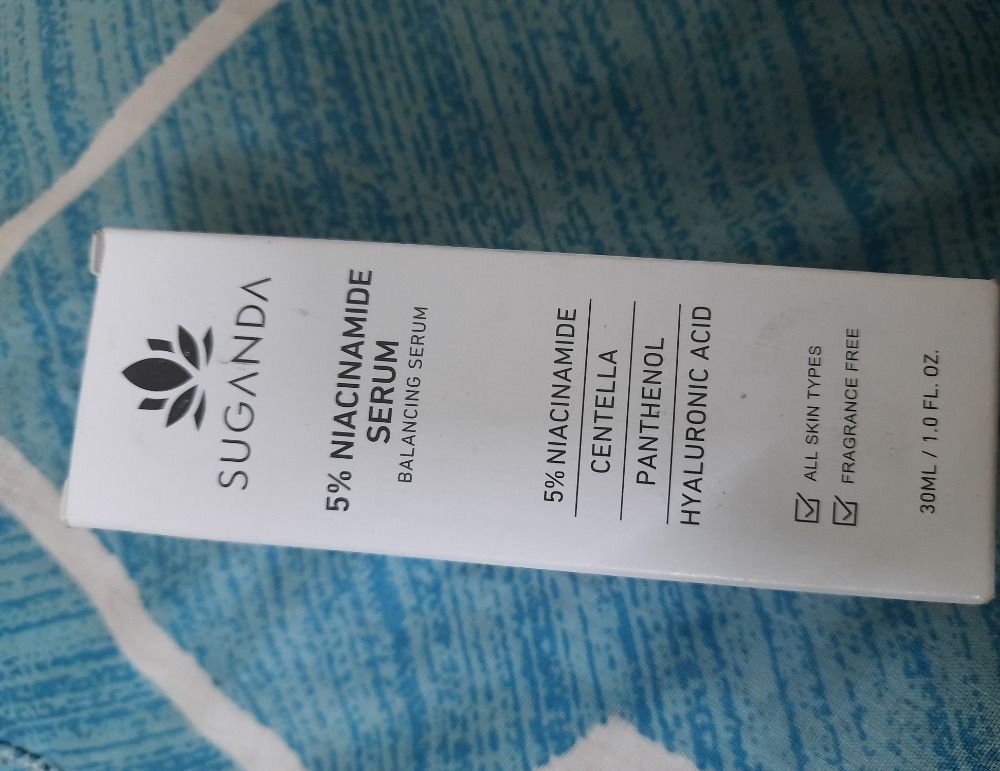 SUGANDA
5% NIACINAMIDE
SERUM
BALANCING SERUM
5% NIACINAMIDE
CENTELLA
PANTHENOL
HYALURONIC ACID
ALL SKIN TYPES
FRAGRANCE FREE
30ML / 1.0 FL. OZ.